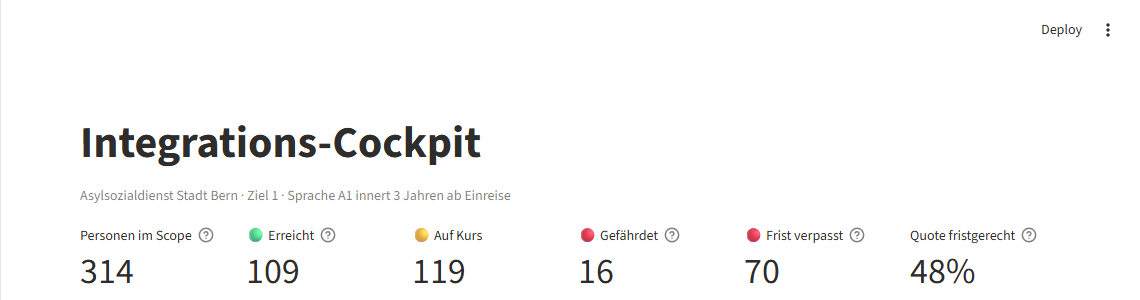 Deploy
Integrations-Cockpit
Asylsozialdienst Stadt Bern · Ziel 1 · Sprache A1 innert 3 Jahren ab Einreise
Personen im Scope Erreicht Auf Kurs Gefährdet Frist verpasst Quote fristgerecht
314 109 119 16 70 48%